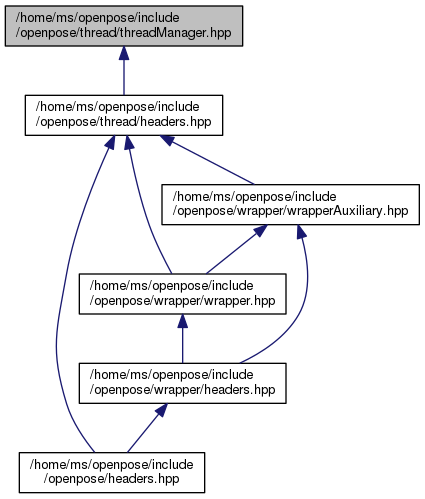 /home/ms/openpose/include
/openpose/thread/threadManager.hpp
/home/ms/openpose/include
/openpose/thread/headers.hpp
/home/ms/openpose/include
/openpose/wrapper/wrapperAuxiliary.hpp
/home/ms/openpose/include
/openpose/wrapper/wrapper.hpp
/home/ms/openpose/include
/openpose/wrapper/headers.hpp
/home/ms/openpose/include
/openpose/headers.hpp